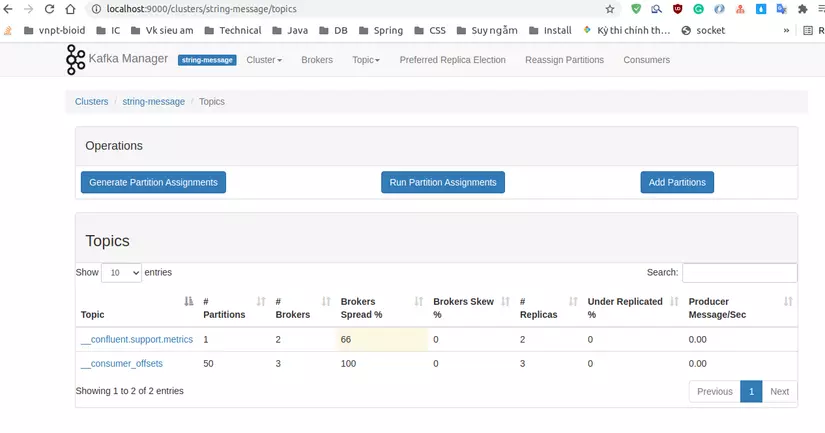 localhost:9000/clusters/string-message/topics
vnpt-bioid IC Vk sieu am Technical Java DB Spring CSS Suy ngẫm Install Kỳ thi chính th... socket » R
Kafka Manager string-message Cluster Brokers Topic Preferred Replica Election Reassign Partitions Consumers
Clusters / string-message / Topics
Operations
Generate Partition Assignments Run Partition Assignments Add Partitions
Topics
Show 10 entries Search:
# # Brokers Brokers Skew # Under Replicated Producer
Topic Partitions Brokers Spread % % Replicas % Message/Sec
__confluent.support.metrics 1 2 66 0 2 0 0.00
__consumer_offsets 50 3 100 0 3 0 0.00
Showing 1 to 2 of 2 entries Previous 1 Next